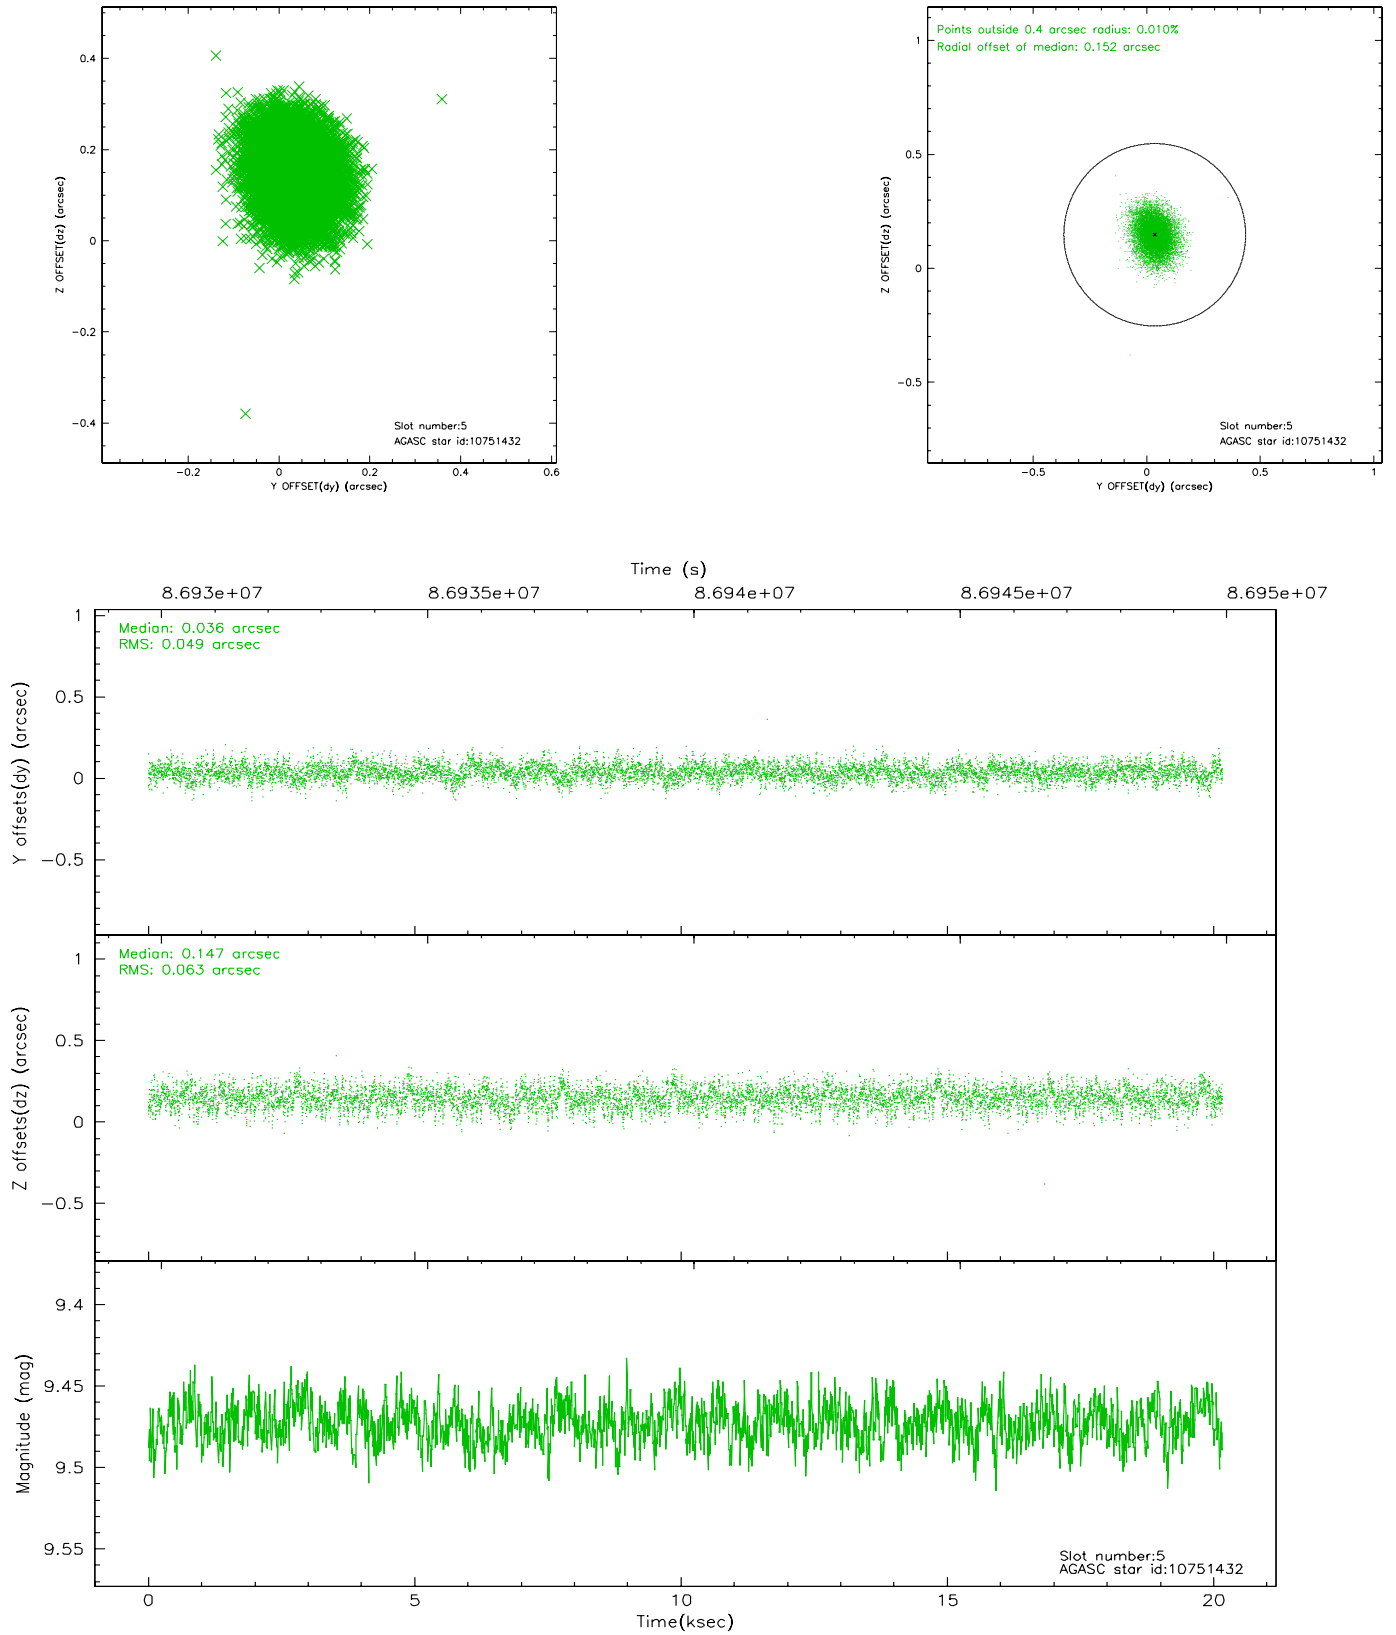 0.4
0.2
0
−0.2
−0.4
Z OFFSET(dz) (arcsec)
Slot number:5
AGASC star id:10751432
−0.2 0 0.2 0.4 0.6
Y OFFSET(dy) (arcsec)
Points outside 0.4 arcsec radius: 0.010%
Radial offset of median: 0.152 arcsec
1
0.5
0
−0.5
Z OFFSET(dz) (arcsec)
Slot number:5
AGASC star id:10751432
−0.5 0 0.5 1
Y OFFSET(dy) (arcsec)
Time (s)
8.693e+07 8.6935e+07 8.694e+07 8.6945e+07 8.695e+07
Median: 0.036 arcsec
RMS: 0.049 arcsec
1
0.5
0
−0.5
Y offsets(dy) (arcsec)
Median: 0.147 arcsec
RMS: 0.063 arcsec
1
0.5
0
−0.5
Z offsets(dz) (arcsec)
9.4
9.45
9.5
9.55
Magnitude (mag)
Slot number:5
AGASC star id:10751432
0 5 10 15 20
Time(ksec)